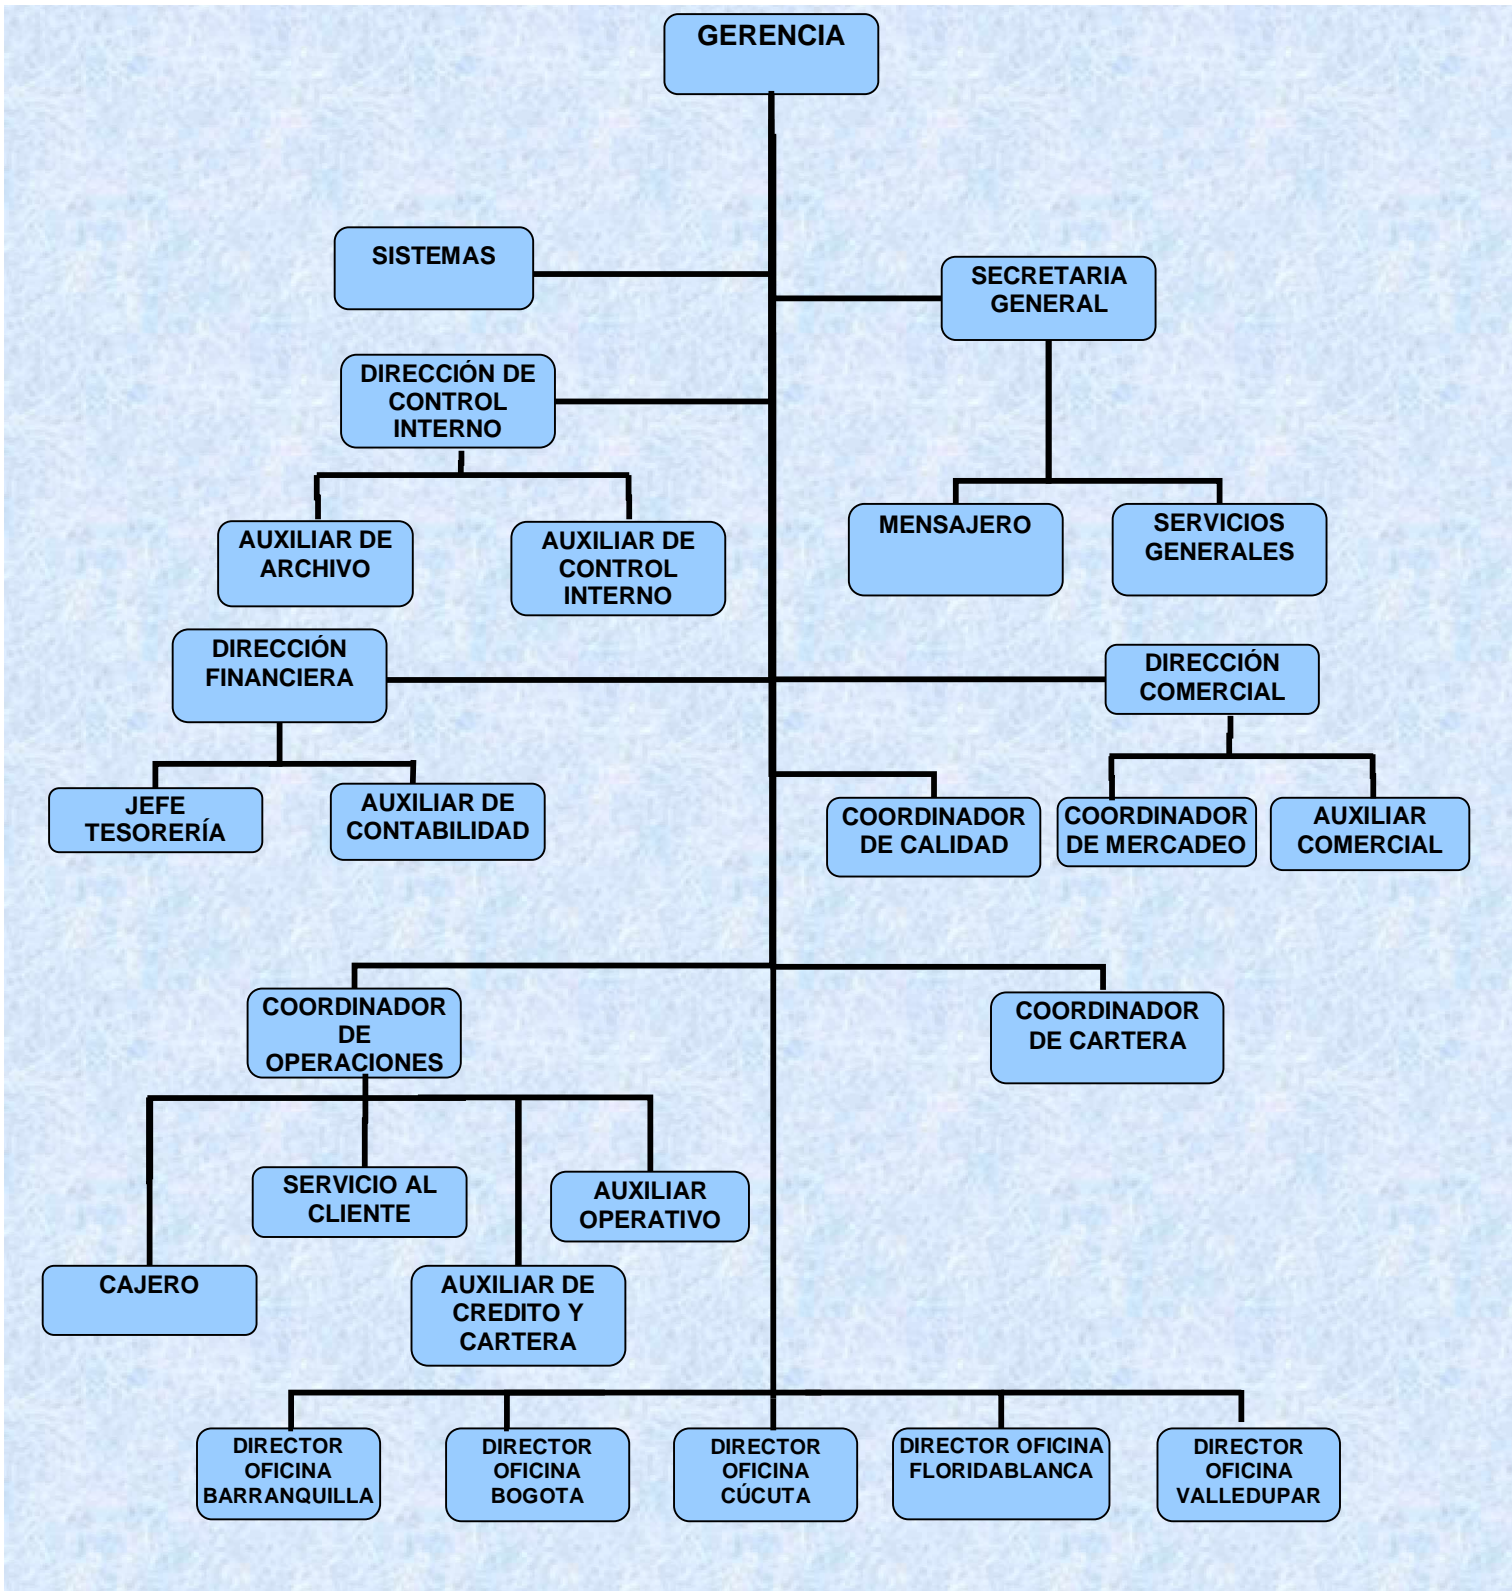 GERENCIA
SISTEMAS
SECRETARIA
GENERAL
DIRECCIÓN DE
CONTROL
INTERNO
MENSAJERO
SERVICIOS
GENERALES
AUXILIAR DE
ARCHIVO
AUXILIAR DE
CONTROL
INTERNO
DIRECCIÓN
FINANCIERA
DIRECCIÓN
COMERCIAL
JEFE
TESORERÍA
AUXILIAR DE
CONTABILIDAD
COORDINADOR
DE CALIDAD
COORDINADOR
DE MERCADEO
AUXILIAR
COMERCIAL
COORDINADOR
DE
OPERACIONES
COORDINADOR
DE CARTERA
SERVICIO AL
CLIENTE
AUXILIAR
OPERATIVO
CAJERO
AUXILIAR DE
CREDITO Y
CARTERA
DIRECTOR
OFICINA
BARRANQUILLA
DIRECTOR
OFICINA
BOGOTA
DIRECTOR
OFICINA
CÚCUTA
DIRECTOR OFICINA
FLORIDABLANCA
DIRECTOR
OFICINA
VALLEDUPAR